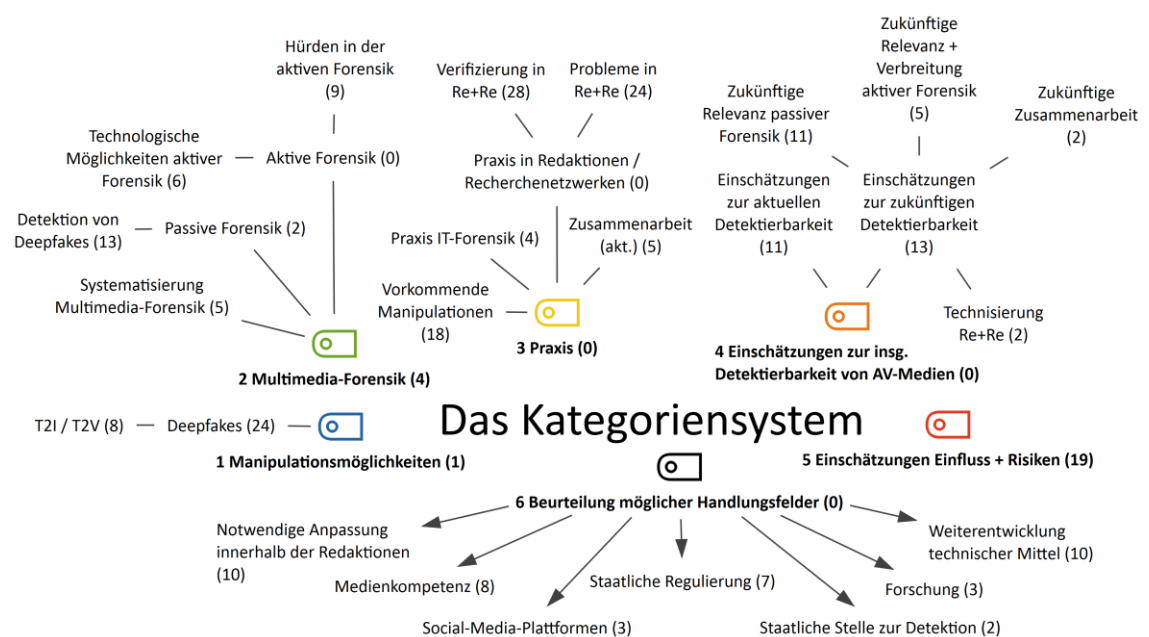 Hürden in der
aktiven Forensik
(9)
Technologische
Möglichkeiten aktiver
Forensik (6)
Aktive Forensik (0)
Detektion von
Deepfakes (13)
Passive Forensik (2)
Systematisierung
Multimedia-Forensik (5)
2 Multimedia-Forensik (4)
Verifizierung in
Re+Re (28)
Probleme in
Re+Re (24)
Praxis in Redaktionen /
Recherchenetzwerken (0)
Praxis IT-Forensik (4)
Zusammenarbeit
(akt.) (5)
Vorkommende
Manipulationen
(18)
3 Praxis (0)
Zukünftige
Relevanz passiver
Forensik (11)
Zukünftige
Relevanz +
Verbreitung
aktiver Forensik
(5)
Zukünftige
Zusammenarbeit
(2)
Einschätzungen
zur aktuellen
Detektierbarkeit
(11)
Einschätzungen
zur zukünftigen
Detektierbarkeit
(13)
Technisierung
Re+Re (2)
4 Einschätzungen zur insg.
Detektierbarkeit von AV-Medien (0)
T2I / T2V (8)
Deepfakes (24)
1 Manipulationsmöglichkeiten (1)
Das Kategoriensystem
5 Einschätzungen Einfluss + Risiken (19)
6 Beurteilung möglicher Handlungsfelder (0)
Notwendige Anpassung
innerhalb der Redaktionen
(10)
Medienkompetenz (8)
Social-Media-Plattformen (3)
Staatliche Regulierung (7)
Staatliche Stelle zur Detektion (2)
Forschung (3)
Weiterentwicklung
technischer Mittel (10)